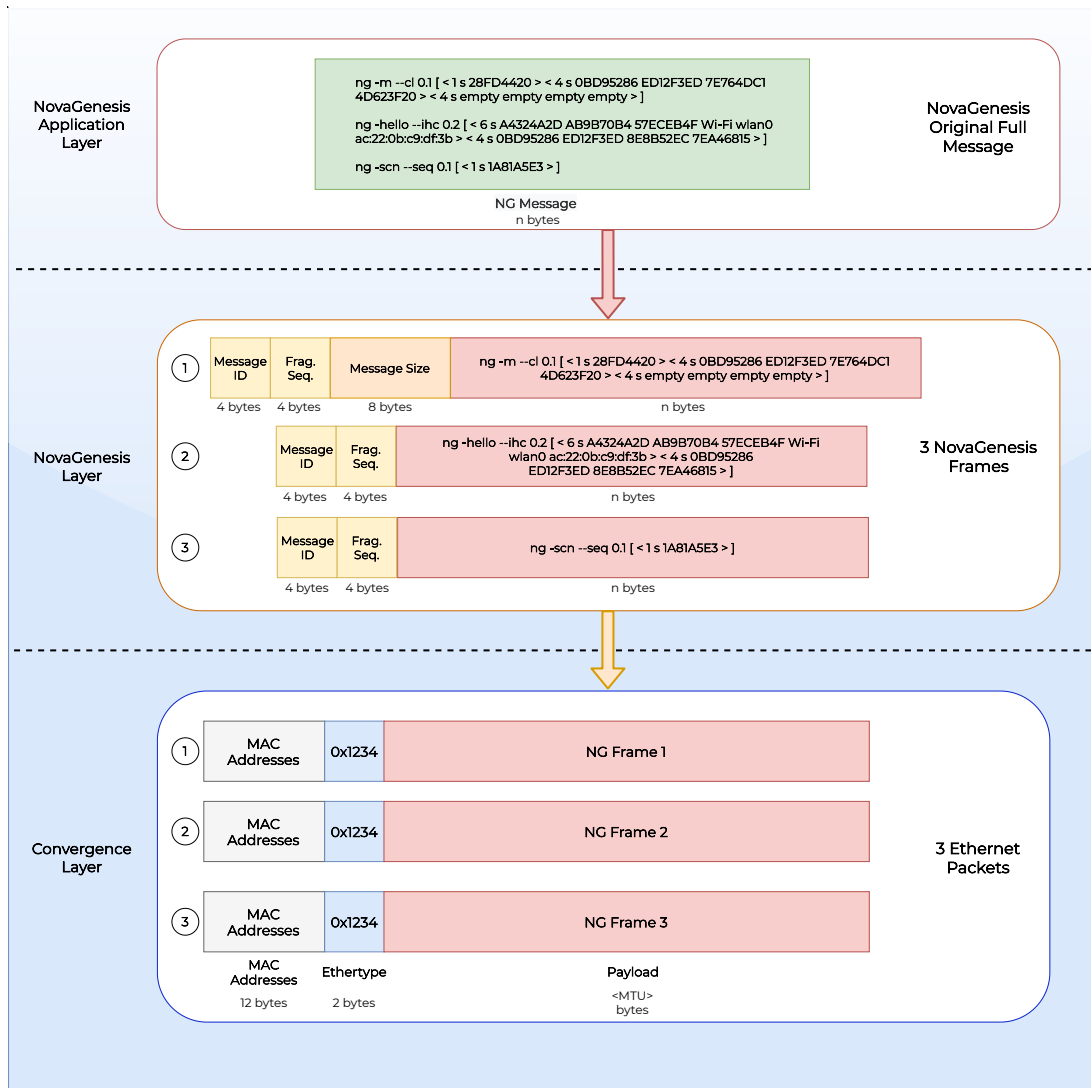 NovaGenesis
Application
Layer
ng -m --cl 0.1 [ < 1 s 28FD4420 > < 4 s 0BD95286 ED12F3ED 7E764DC1
4D623F20 > < 4 s empty empty empty empty > ]
ng -hello --ihc 0.2 [ < 6 s A4324A2D AB9B70B4 57ECEB4F Wi-Fi wlan0
ac:22:0b:c9:df:3b > < 4 s 0BD95286 ED12F3ED 8E8B52EC 7EA46815 > ]
ng -scn --seq 0.1 [ < 1 s 1A81A5E3 > ]
NG Message
n bytes
NovaGenesis
Original Full
Message
NovaGenesis
Layer
1
Message
ID
Frag.
Seq.
Message Size
ng -m --cl 0.1 [ < 1 s 28FD4420 > < 4 s 0BD95286 ED12F3ED 7E764DC1
4D623F20 > < 4 s empty empty empty empty > ]
4 bytes
4 bytes
8 bytes
n bytes
2
Message
ID
Frag.
Seq.
ng -hello --ihc 0.2 [ < 6 s A4324A2D AB9B70B4 57ECEB4F Wi-Fi
wlan0 ac:22:0b:c9:df:3b > < 4 s 0BD95286
ED12F3ED 8E8B52EC 7EA46815 > ]
4 bytes
4 bytes
n bytes
3
Message
ID
Frag.
Seq.
ng -scn --seq 0.1 [ < 1 s 1A81A5E3 > ]
4 bytes
4 bytes
n bytes
3 NovaGenesis
Frames
Convergence
Layer
1
MAC
Addresses
0x1234
NG Frame 1
2
MAC
Addresses
0x1234
NG Frame 2
3
MAC
Addresses
0x1234
NG Frame 3
MAC
Addresses
12 bytes
Ethertype
2 bytes
Payload
<MTU>
bytes
3 Ethernet
Packets